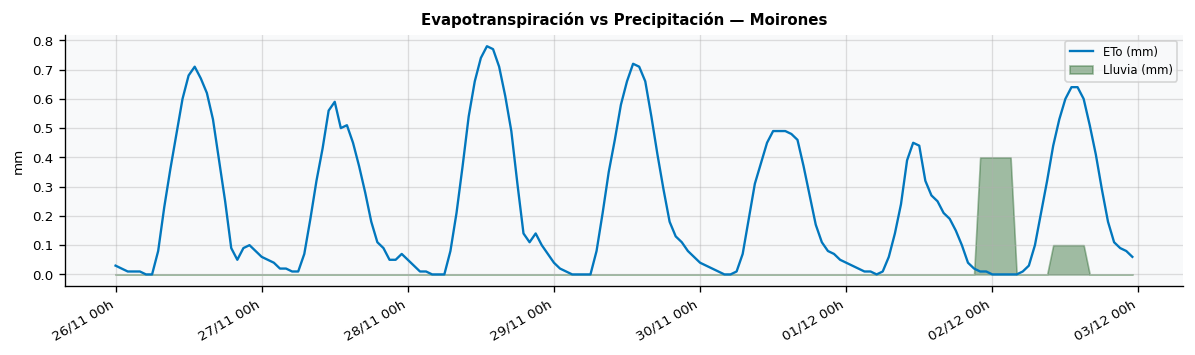 Evapotranspiración vs Precipitación — Moirones
ETo (mm)
Lluvia (mm)
mm
0.8
0.7
0.6
0.5
0.4
0.3
0.2
0.1
0.0
26/11 00h
27/11 00h
28/11 00h
29/11 00h
30/11 00h
01/12 00h
02/12 00h
03/12 00h